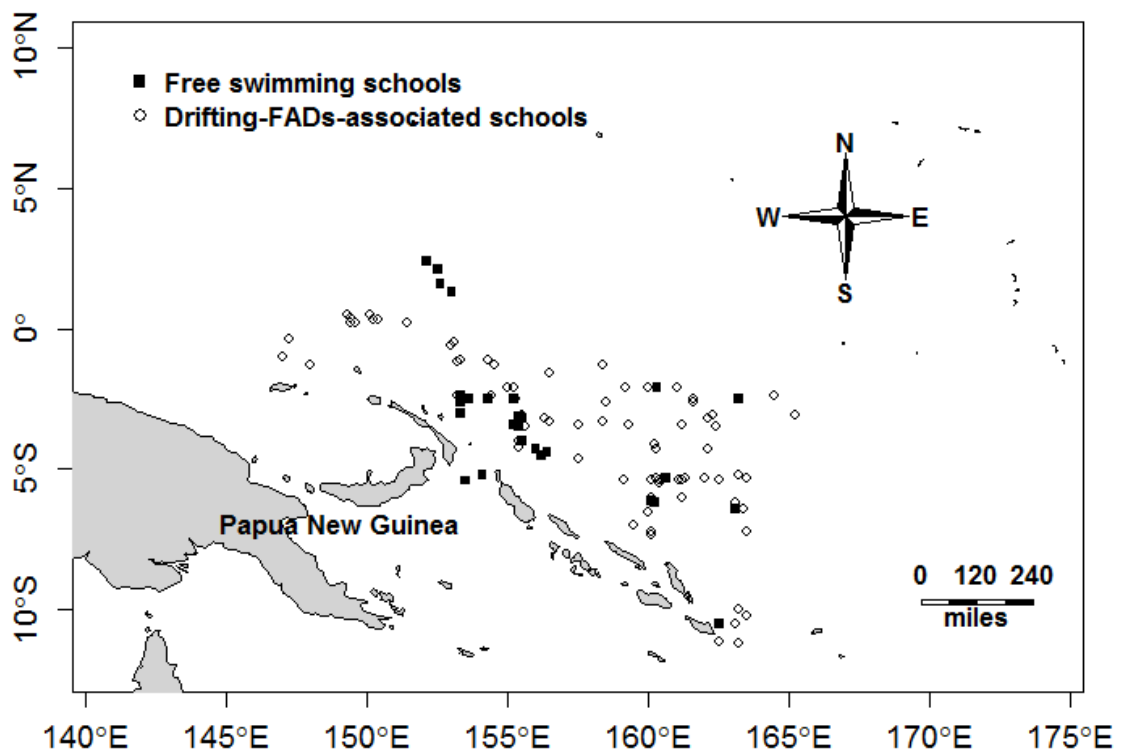 10°N
5°N
0°
5°S
10°S
Free swimming schools
Drifting-FADs-associated schools
N
W
E
S
Papua New Guinea
0 120 240
miles
140°E 145°E 150°E 155°E 160°E 165°E 170°E 175°E